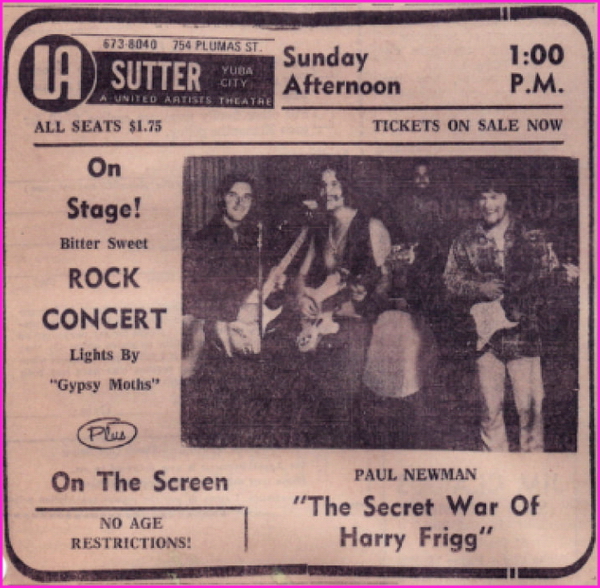 673-8040 754 PLUMAS ST.
UA
SUTTER
YUBA
CITY
A UNITED ARTISTS THEATRE
Sunday
Afternoon
1:00
P.M.
ALL SEATS $1.75
TICKETS ON SALE NOW
On
Stage!
Bitter Sweet
ROCK
CONCERT
Lights By
"Gypsy Moths"
Plus
On The Screen
NO AGE
RESTRICTIONS!
PAUL NEWMAN
"The Secret War Of
Harry Frigg"